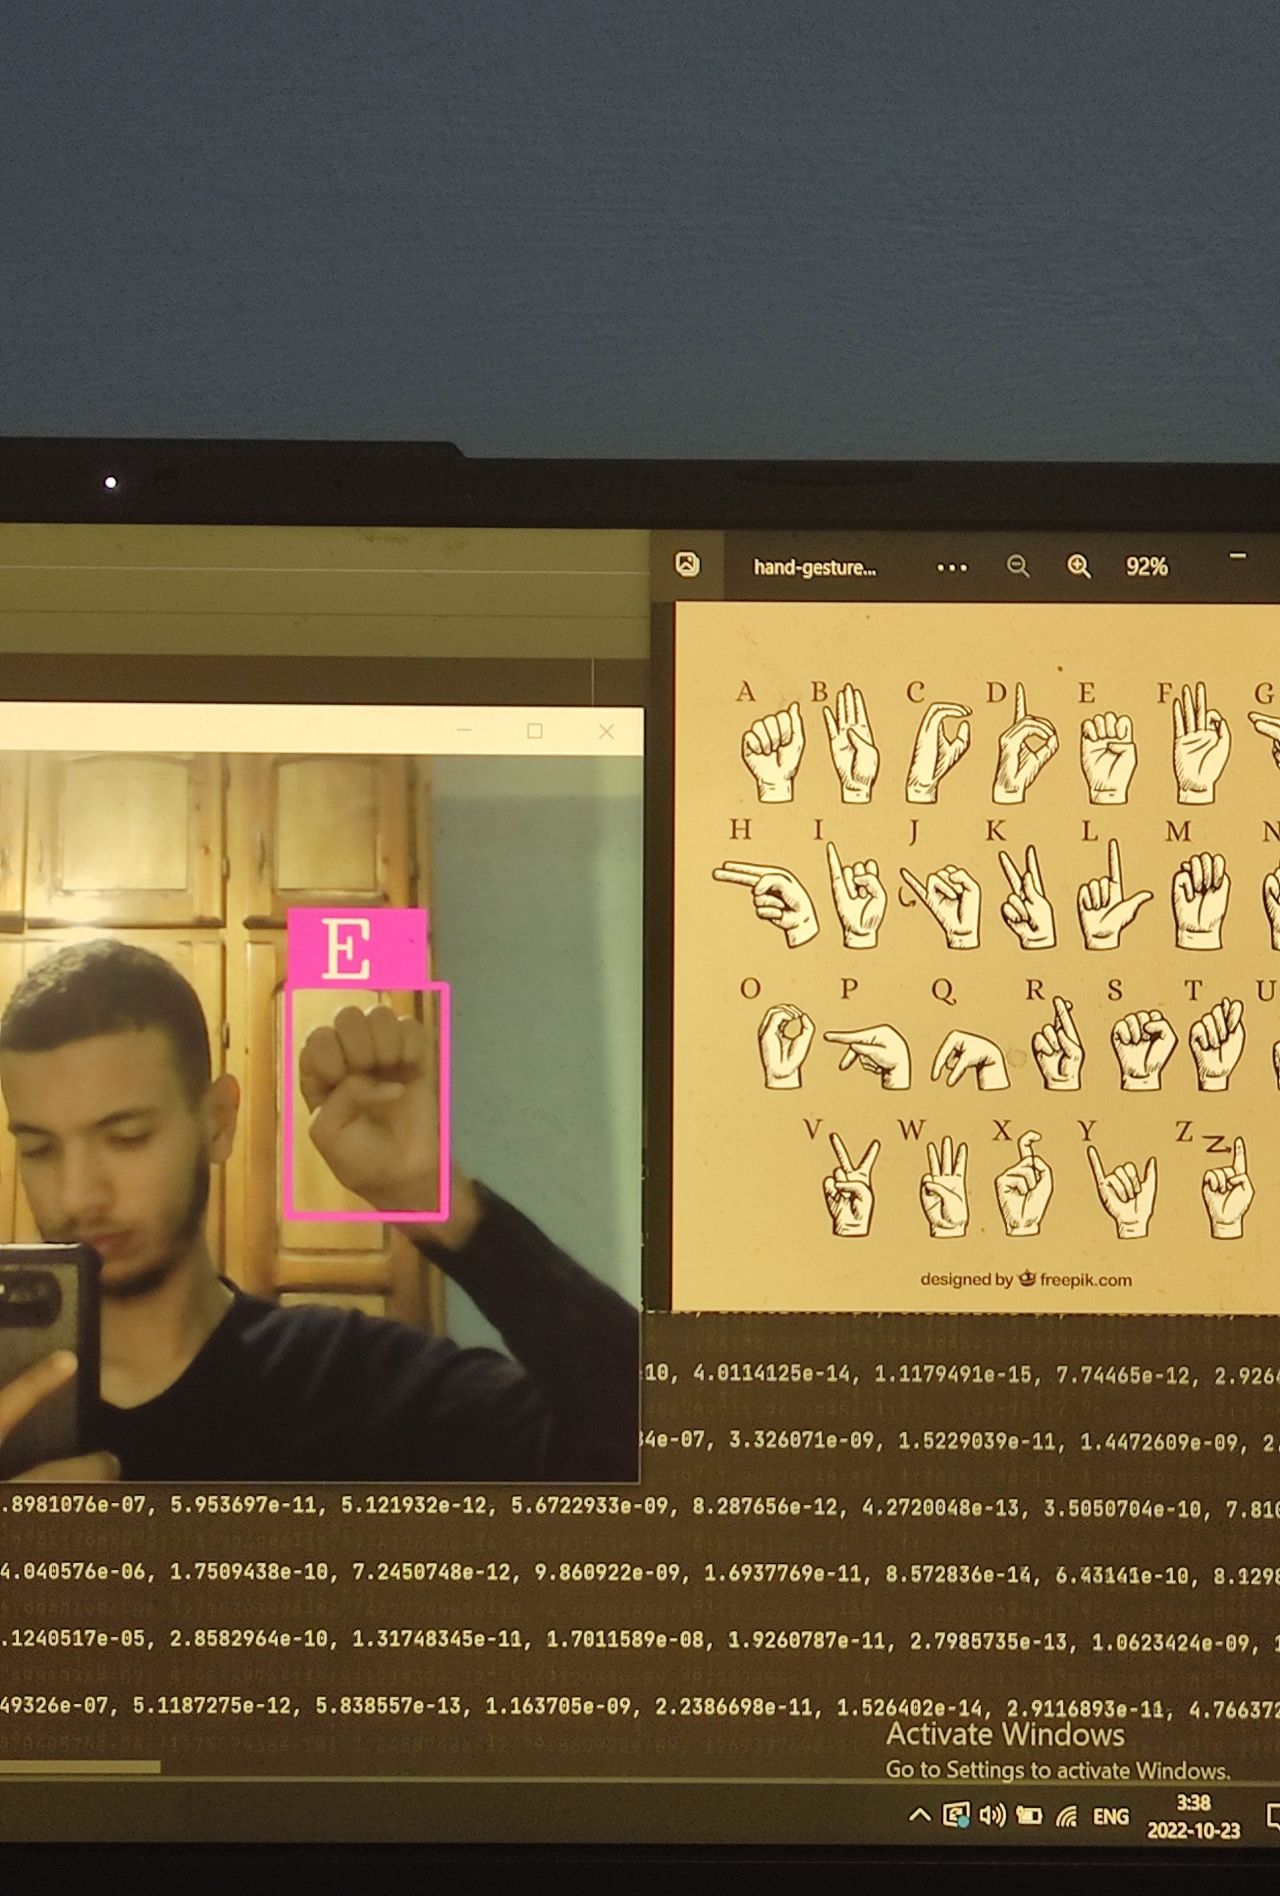 hand-gesture... ... 92%
A B C D E F G
H I J K L M N
O P Q R S T U
V W X Y Z
Z
designed by freepik.com
E
10, 4.0114125e-14, 1.1179491e-15, 7.74465e-12, 2.926
4e-07, 3.326071e-09, 1.5229039e-11, 1.4472609e-09, 2.
.8981076e-07, 5.953697e-11, 5.121932e-12, 5.6722933e-09, 8.287656e-12, 4.2720048e-13, 3.5050704e-10, 7.810
4.040576e-06, 1.7509438e-10, 7.2450748e-12, 9.860922e-09, 1.6937769e-11, 8.572836e-14, 6.43141e-10, 8.1298
.1240517e-05, 2.8582964e-10, 1.31748345e-11, 1.7011589e-08, 1.9260787e-11, 2.7985735e-13, 1.0623424e-09,
49326e-07, 5.1187275e-12, 5.838557e-13, 1.163705e-09, 2.2386698e-11, 1.526402e-14, 2.9116893e-11, 4.766372
Activate Windows
Go to Settings to activate Windows.
ENG
3:38
2022-10-23